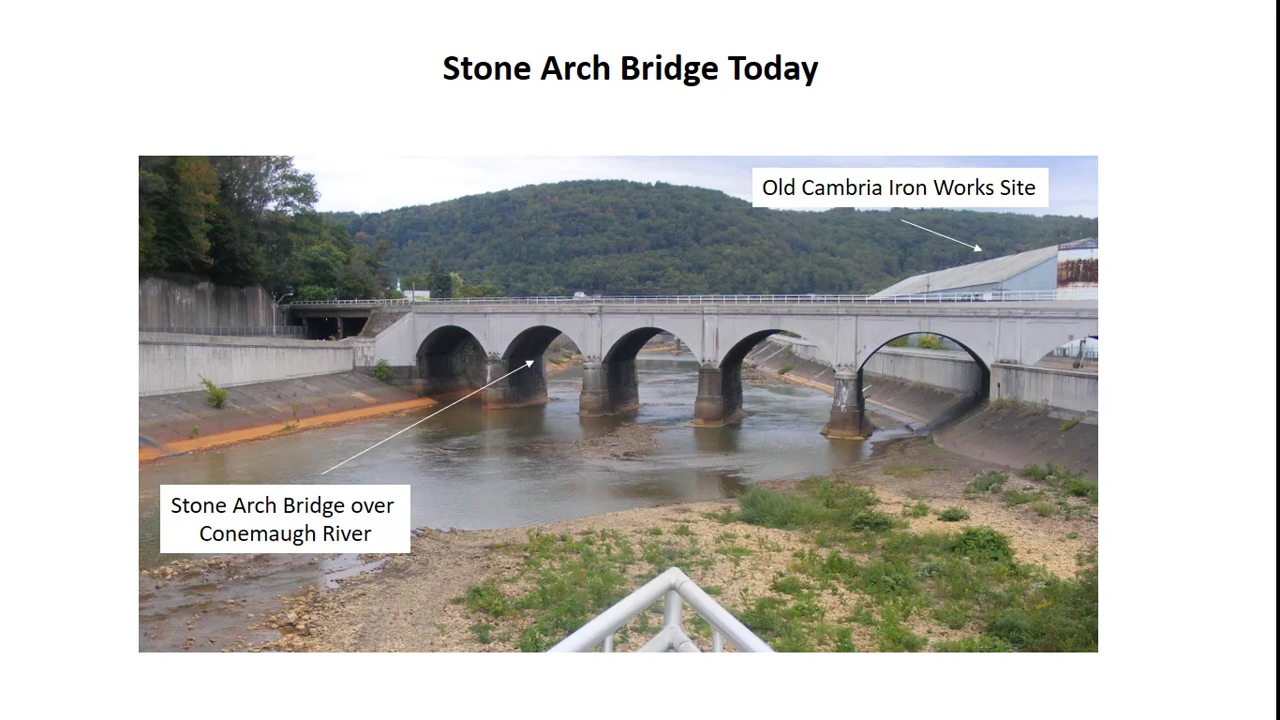 Stone Arch Bridge Today
Old Cambria Iron Works Site
Stone Arch Bridge over
Conemaugh River